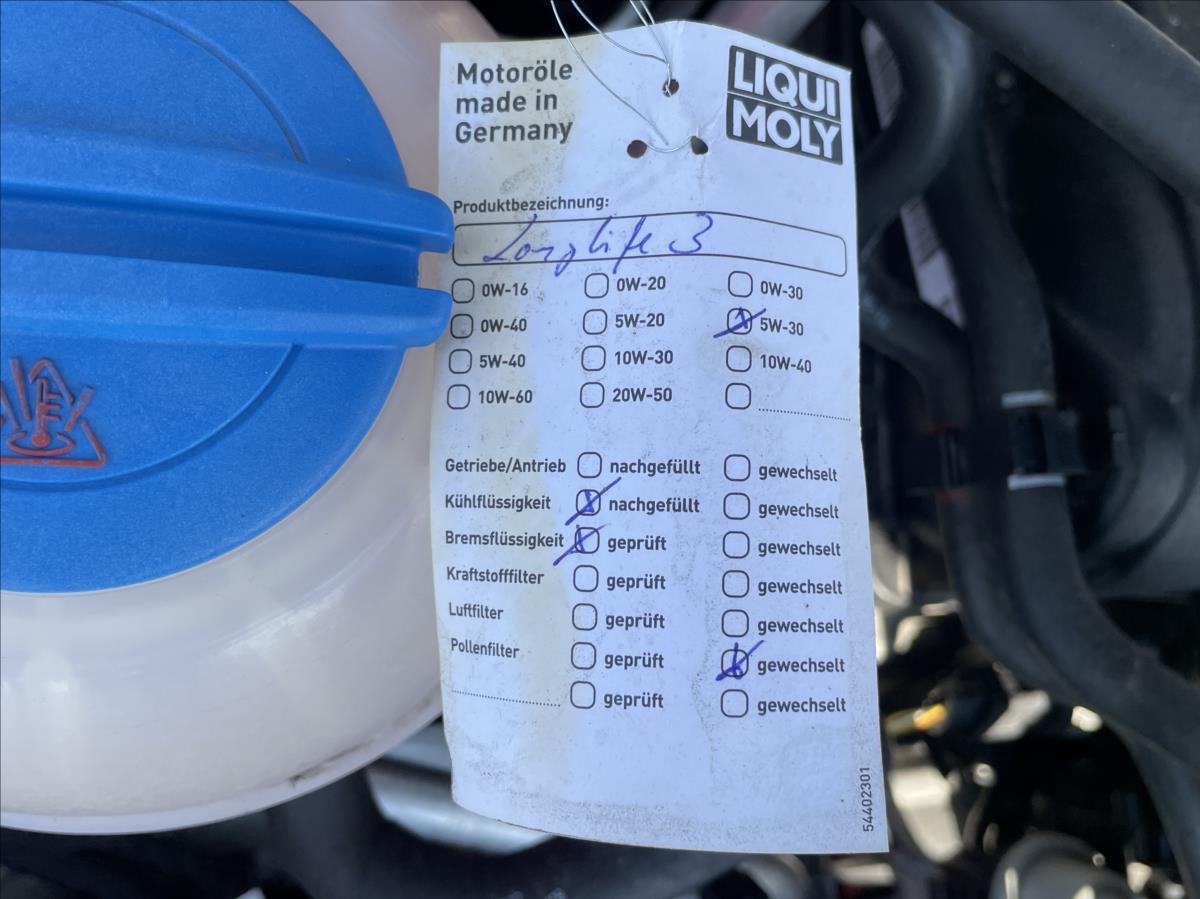 Motoröle
made in
Germany
LIQUI
MOLY
Produktbezeichnung:
Longlife 3
0W-16 0W-20 0W-30
0W-40 5W-20 5W-30
5W-40 10W-30 10W-40
10W-60 20W-50
Getriebe/Antrieb nachgefüllt gewechselt
Kühlflüssigkeit nachgefüllt gewechselt
Bremsflüssigkeit geprüft gewechselt
Kraftstofffilter geprüft gewechselt
Luftfilter geprüft gewechselt
Pollenfilter geprüft gewechselt
geprüft gewechselt
54402301